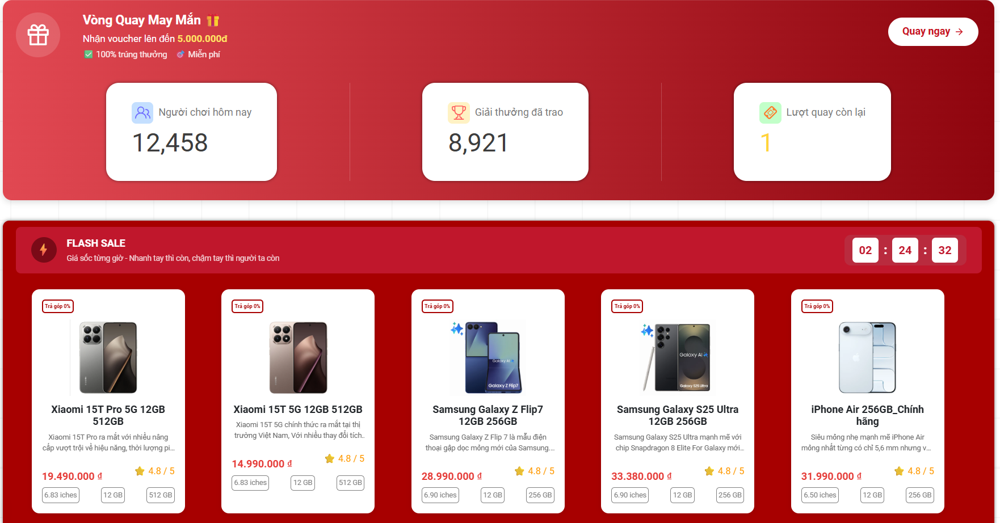 Vòng Quay May Mắn 🎁
Nhận voucher lên đến 5.000.000đ
✅ 100% trúng thưởng 🎯 Miễn phí
Quay ngay →
Người chơi hôm nay
12,458
Giải thưởng đã trao
8,921
Lượt quay còn lại
1
FLASH SALE
Giá sốc từng giờ - Nhanh tay thì còn, chậm tay thì người ta còn
02 : 24 : 32
Trả góp 0%
Xiaomi 15T Pro 5G 12GB
512GB
Xiaomi 15T Pro ra mắt với nhiều nâng
cấp vượt trội về hiệu năng, thời lượng pi...
19.490.000 ₫
4.8 / 5
6.83 iches
12 GB
512 GB
Trả góp 0%
Xiaomi 15T 5G 12GB 512GB
Xiaomi 15T 5G chính thức ra mắt tại thị
trường Việt Nam, Với nhiều thay đổi tích..
14.990.000 ₫
4.8 / 5
6.83 iches
12 GB
512 GB
Trả góp 0%
Galaxy AI
Galaxy Z Flip7
Samsung Galaxy Z Flip7
12GB 256GB
Samsung Galaxy Z Flip 7 là mẫu điện
thoại gập dọc mỏng mới của Samsung....
28.990.000 ₫
4.8 / 5
6.90 iches
12 GB
256 GB
Trả góp 0%
Galaxy AI
Galaxy S25 Ultra
Samsung Galaxy S25 Ultra
12GB 256GB
Samsung Galaxy S25 Ultra mạnh mẽ với
chip Snapdragon 8 Elite For Galaxy mới...
33.380.000 ₫
4.8 / 5
6.90 iches
12 GB
256 GB
Trả góp 0%
iPhone Air 256GB_Chính
hãng
Siêu mỏng nhẹ mạnh mẽ iPhone Air
mỏng nhất từng có chỉ 5,6 mm nhưng v...
31.990.000 ₫
4.8 / 5
6.50 iches
12 GB
256 GB